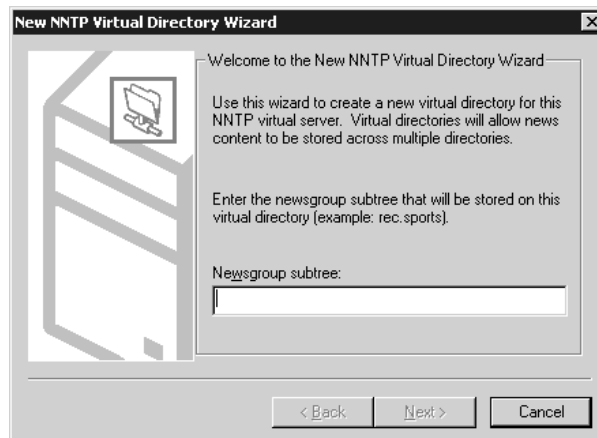 New NNTP Virtual Directory Wizard
Welcome to the New NNTP Virtual Directory Wizard
Use this wizard to create a new virtual directory for this
NNTP virtual server. Virtual directories will allow news
content to be stored across multiple directories.
Enter the newsgroup subtree that will be stored on this
virtual directory (example: rec.sports).
Newsgroup subtree:
< Back
Next >
Cancel